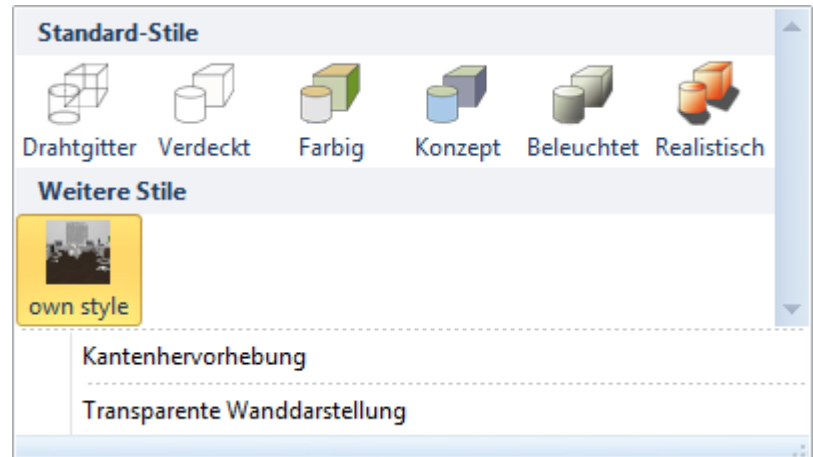 Standard-Stile
Drahtgitter Verdeckt Farbig Konzept Beleuchtet Realistisch
Weitere Stile
own style
Kantenhervorhebung
Transparente Wanddarstellung